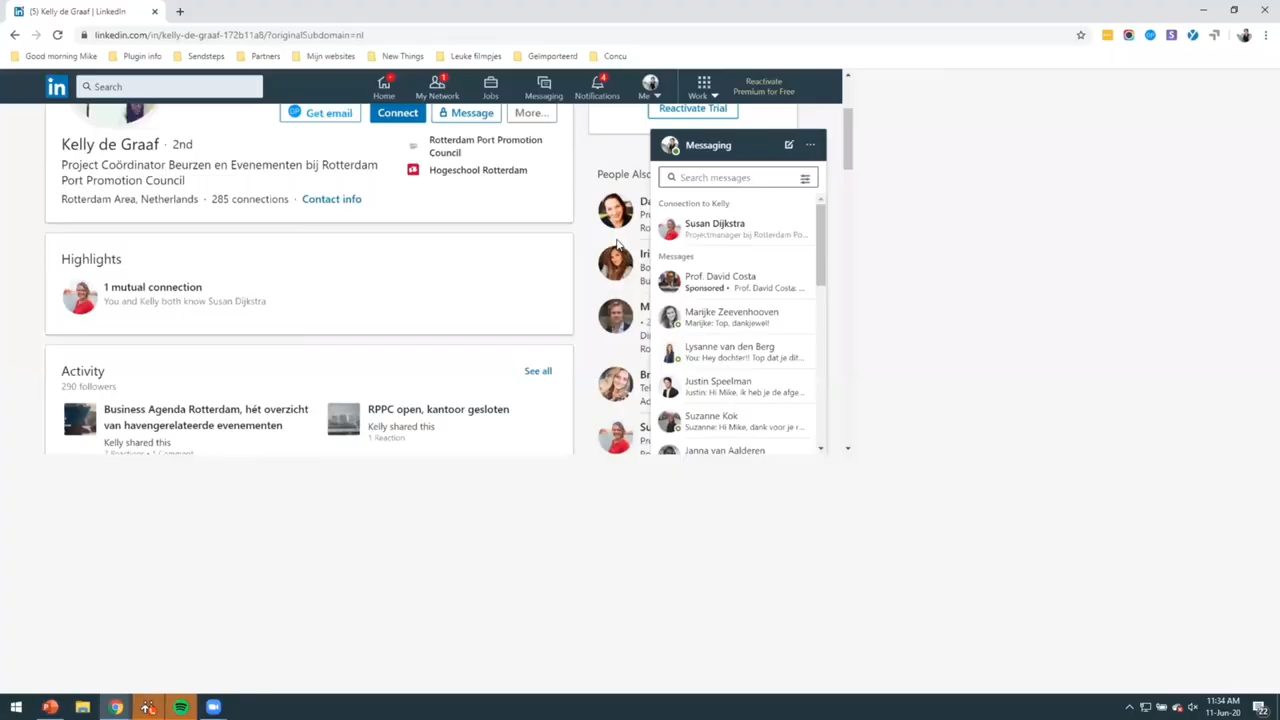 (5) Kelly de Graaf | LinkedIn
linkedin.com/in/kelly-de-graaf-172b11a8/?originalSubdomain=nl
Good morning Mike
Plugin info
Sendsteps
Partners
Mijn websites
New Things
Leuke filmpjes
Geïmporteerd
Concu
in
Search
Home
1
My Network
Jobs
Messaging
4
Notifications
Me
Work
Reactivate
Premium for Free
Get email
Connect
Message
More...
Kelly de Graaf · 2nd
Project Coördinator Beurzen en Evenementen bij Rotterdam
Port Promotion Council
Rotterdam Area, Netherlands · 285 connections · Contact info
Rotterdam Port Promotion
Council
Hogeschool Rotterdam
Highlights
1 mutual connection
You and Kelly both know Susan Dijkstra
Activity
290 followers
See all
Business Agenda Rotterdam, hét overzicht
van havengerelateerde evenementen
Kelly shared this
7 Reactions • 1 Comment
RPPC open, kantoor gesloten
Kelly shared this
1 Reaction
Reactivate Trial
People Also
Messaging
Search messages
Connection to Kelly
Susan Dijkstra
Projectmanager bij Rotterdam Po...
Messages
Prof. David Costa
Sponsored • Prof. David Costa: ...
Marijke Zeevenhooven
Marijke: Top, dankjewel!
Lysanne van den Berg
You: Hey dochter!! Top dat je dit...
Justin Speelman
Justin: Hi Mike, ik heb je de afge...
Suzanne Kok
Suzanne: Hi Mike, dank voor je r...
Janna van Aalderen
11:34 AM
11-Jun-20
22